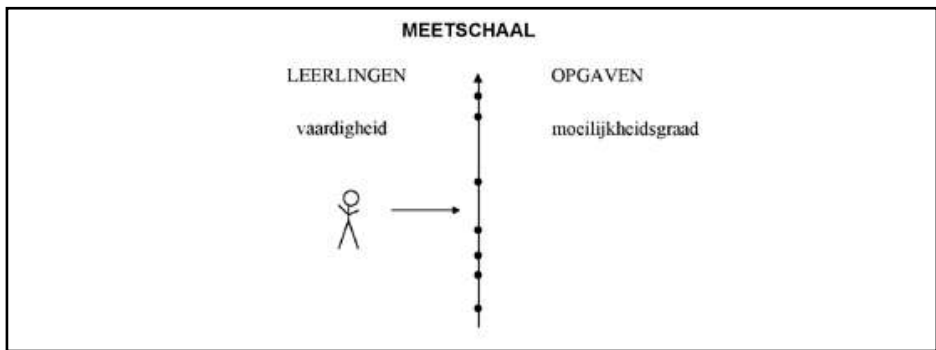 MEETSCHAAL
LEERLINGEN OPGAVEN
vaardigheid moeilijkheidsgraad